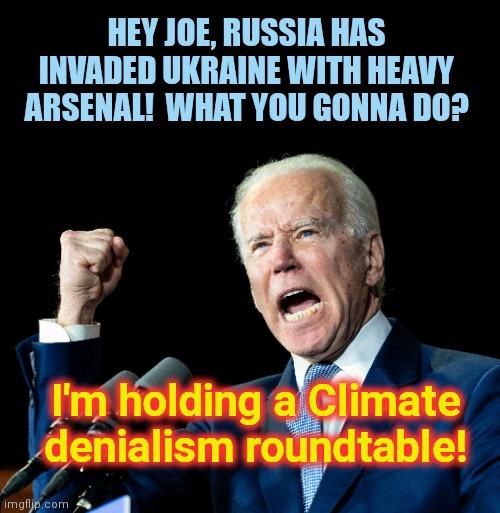 HEY JOE, RUSSIA HAS
INVADED UKRAINE WITH HEAVY
ARSENAL! WHAT YOU GONNA DO?
I'm holding a Climate
denialism roundtable!
imgflip.com